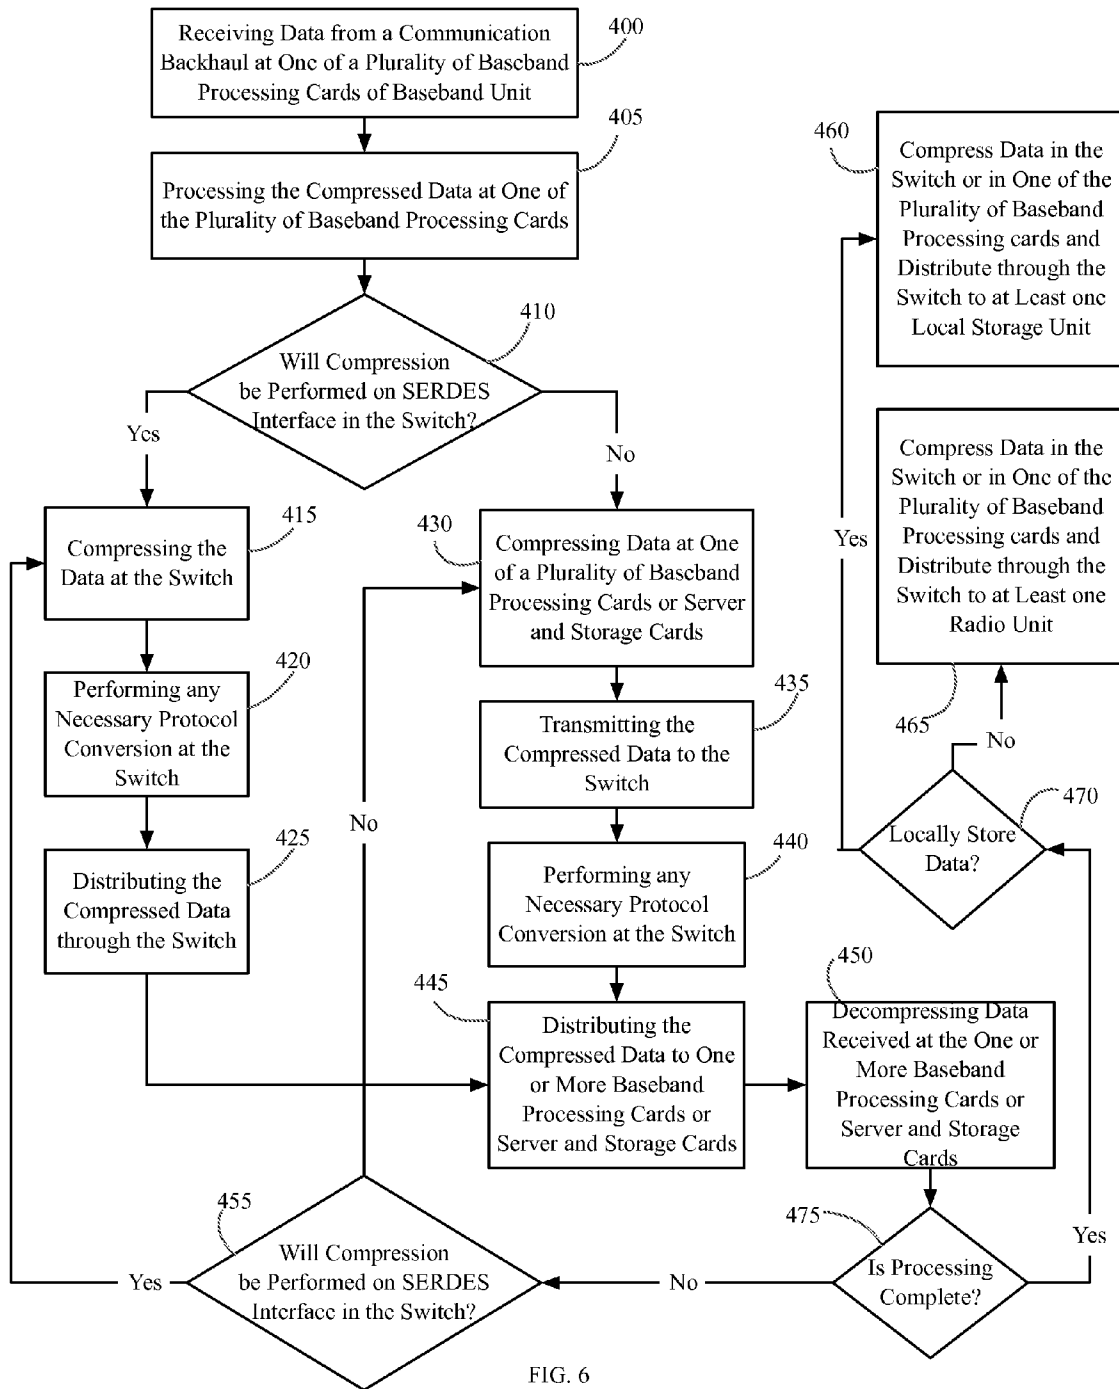 400
Receiving Data from a Communication
Backhaul at One of a Plurality of Baseband
Processing Cards of Baseband Unit
405
Processing the Compressed Data at One of
the Plurality of Baseband Processing Cards
410
Will Compression
be Performed on SERDES
Interface in the Switch?
Yes
No
415
Compressing the
Data at the Switch
420
Performing any
Necessary Protocol
Conversion at the
Switch
425
Distributing the
Compressed Data
through the Switch
430
Compressing Data at One
of a Plurality of Baseband
Processing Cards or Server
and Storage Cards
435
Transmitting the
Compressed Data to the
Switch
440
Performing any
Necessary Protocol
Conversion at the Switch
445
Distributing the
Compressed Data to One
or More Baseband
Processing Cards or
Server and Storage Cards
450
Decompressing Data
Received at the One or
More Baseband
Processing Cards or
Server and Storage
Cards
475
Is Processing
Complete?
No
Yes
455
Will Compression
be Performed on SERDES
Interface in the Switch?
Yes
No
470
Locally Store
Data?
Yes
No
460
Compress Data in the
Switch or in One of the
Plurality of Baseband
Processing cards and
Distribute through the
Switch to at Least one
Local Storage Unit
465
Compress Data in the
Switch or in One of the
Plurality of Baseband
Processing cards and
Distribute through the
Switch to at Least one
Radio Unit
FIG. 6